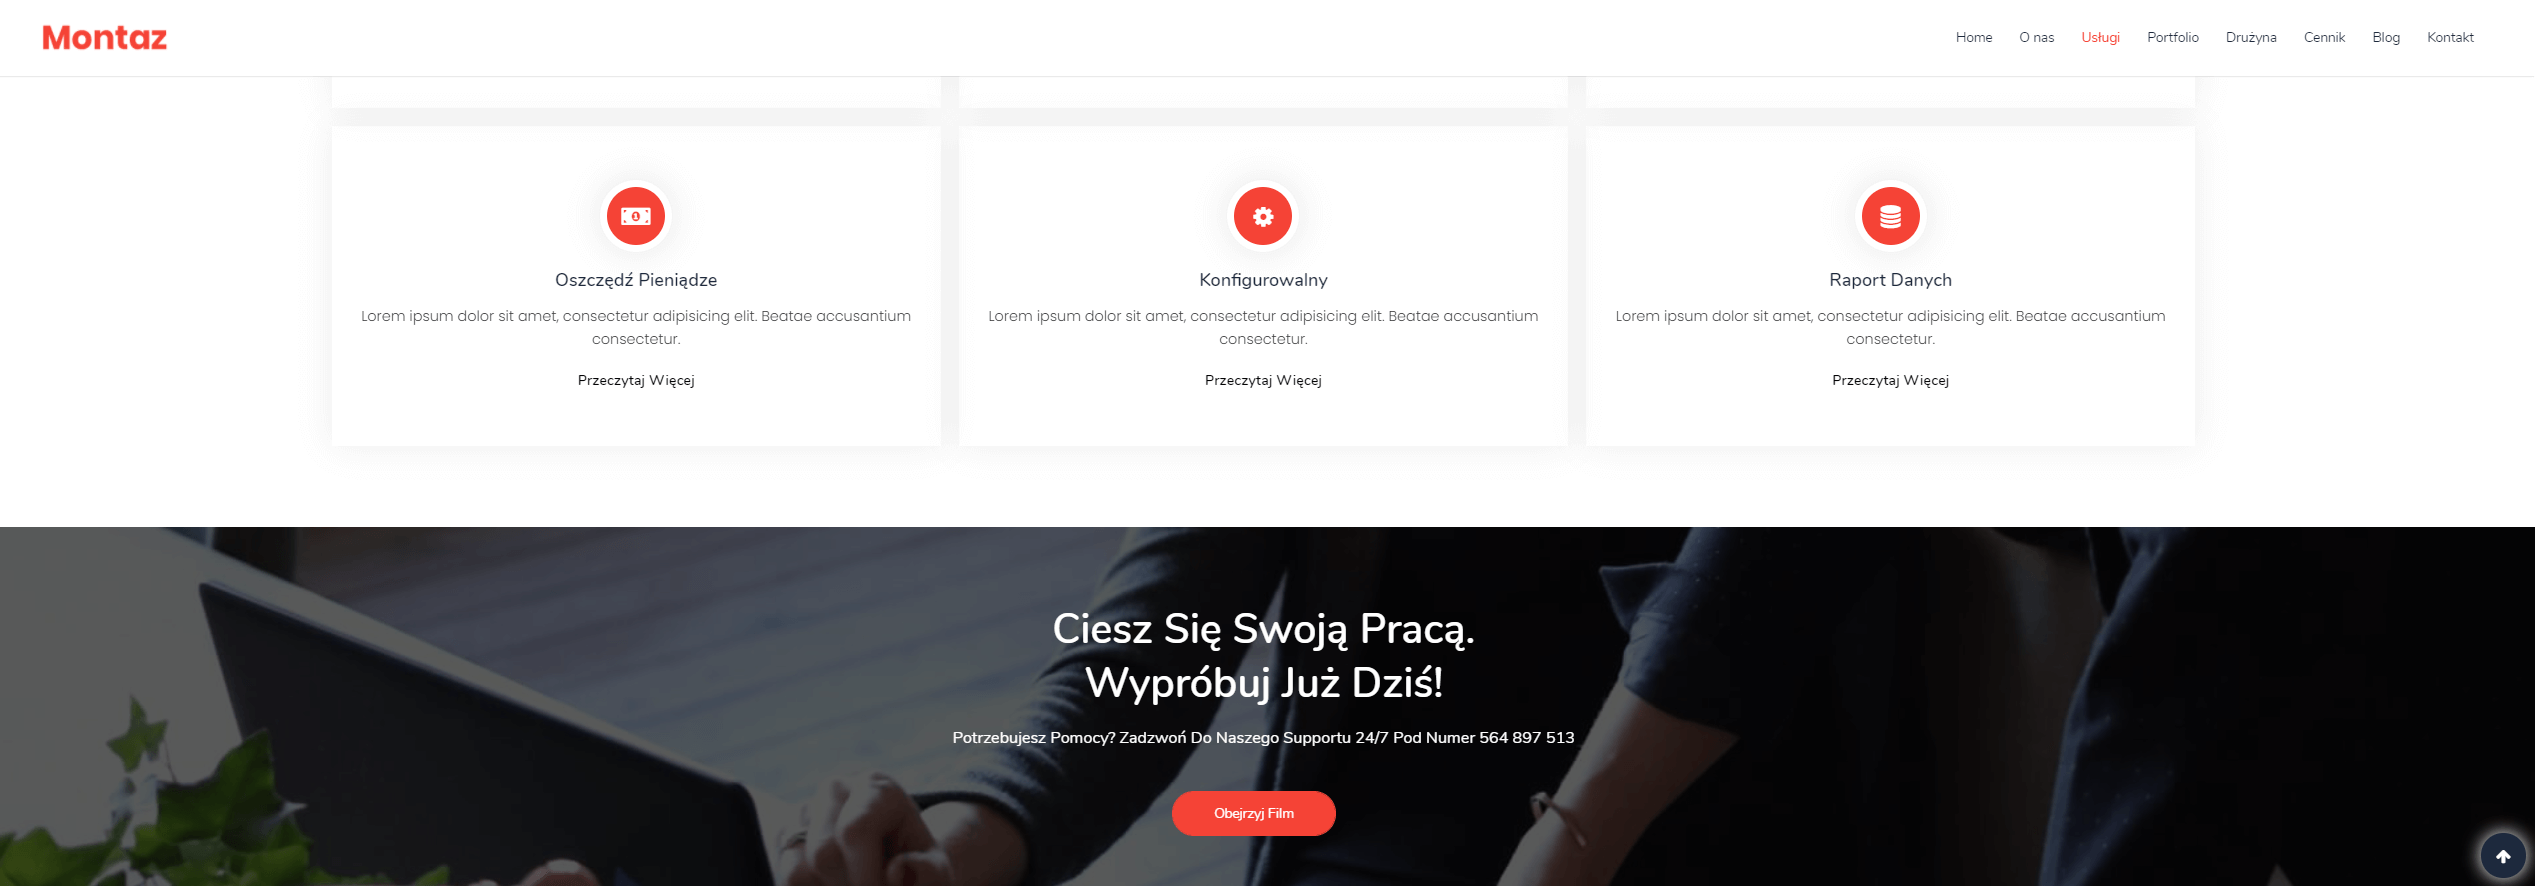 Montaz
Home O nas Usługi Portfolio Drużyna Cennik Blog Kontakt
Oszczędź Pieniądze
Lorem ipsum dolor sit amet, consectetur adipisicing elit. Beatae accusantium
consectetur.
Przeczytaj Więcej
Konfigurowalny
Lorem ipsum dolor sit amet, consectetur adipisicing elit. Beatae accusantium
consectetur.
Przeczytaj Więcej
Raport Danych
Lorem ipsum dolor sit amet, consectetur adipisicing elit. Beatae accusantium
consectetur.
Przeczytaj Więcej
Ciesz Się Swoją Pracą.
Wypróbuj Już Dziś!
Potrzebujesz Pomocy? Zadzwoń Do Naszego Supportu 24/7 Pod Numer 564 897 513
Obejrzyj Film